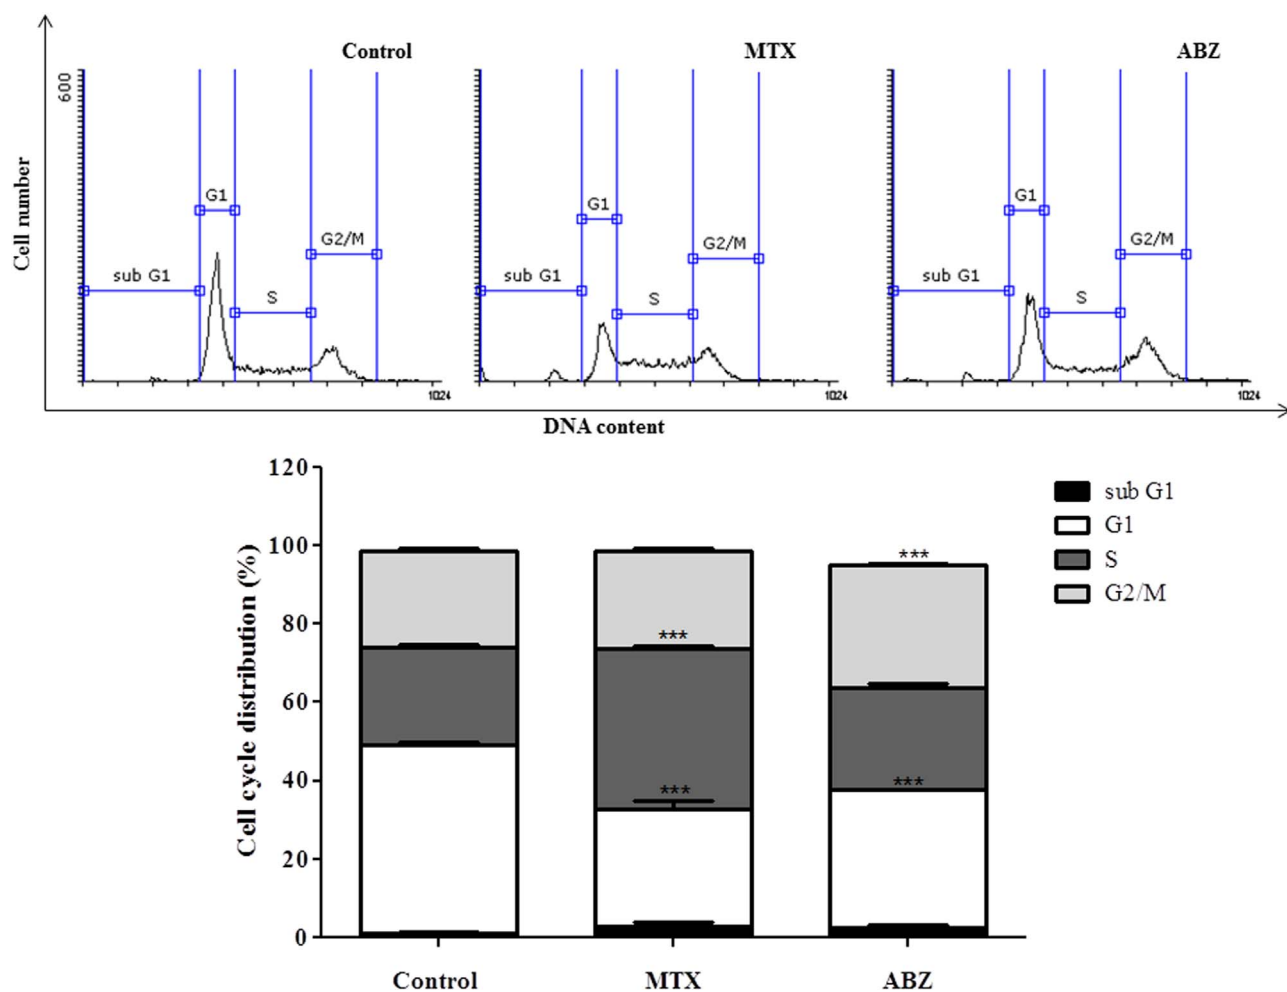 Control
MTX
ABZ
600
Cell number
G1
G2/M
sub G1
S
1024
G1
G2/M
sub G1
S
1024
G1
G2/M
sub G1
S
1024
DNA content
Cell cycle distribution (%)
120
100
80
60
40
20
0
***
***
***
***
sub G1
G1
S
G2/M
Control
MTX
ABZ